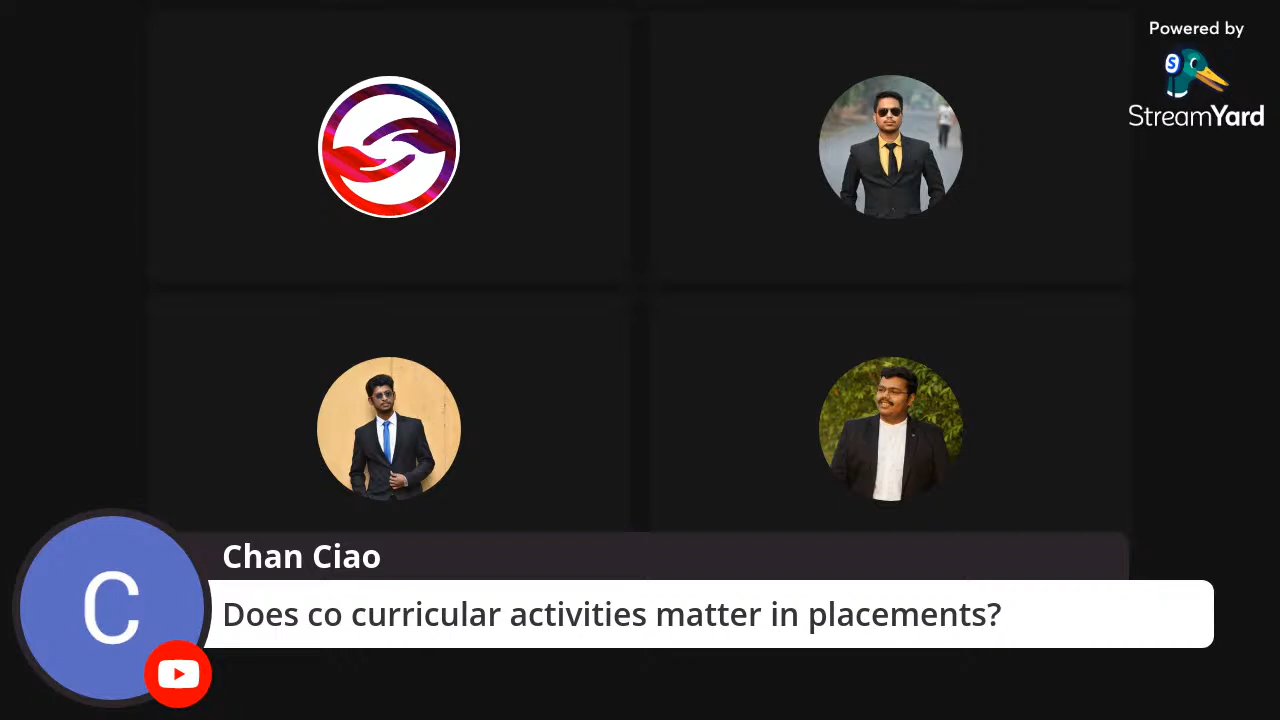 Powered by
S
StreamYard
Chan Ciao
C
Does co curricular activities matter in placements?